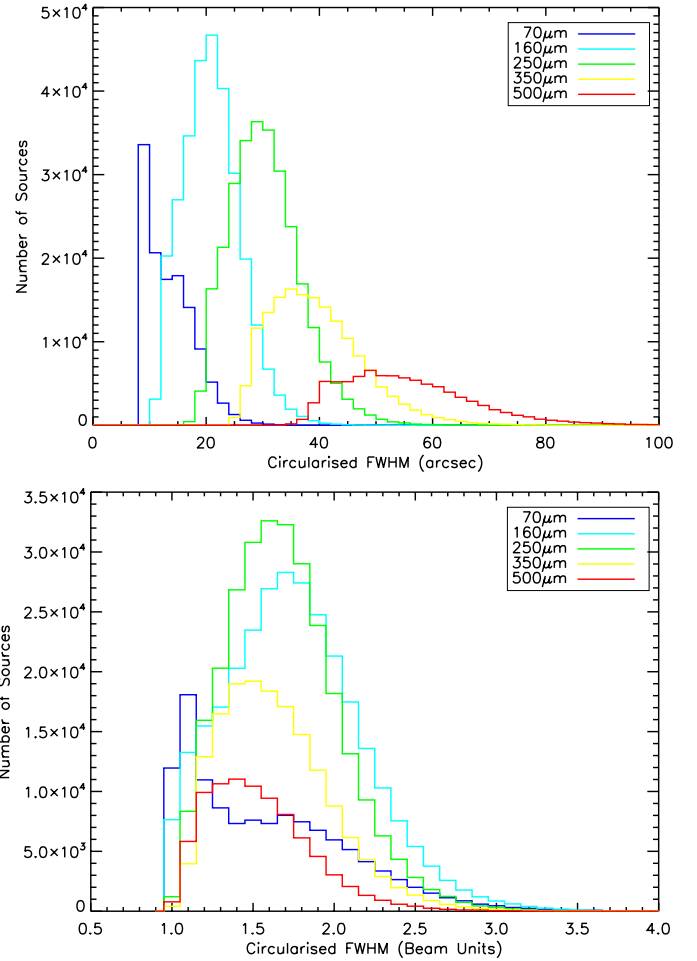 5×10⁴
4×10⁴
3×10⁴
2×10⁴
1×10⁴
0
Number of Sources
70μm
160μm
250μm
350μm
500μm
0 20 40 60 80 100
Circularised FWHM (arcsec)
3.5×10⁴
3.0×10⁴
2.5×10⁴
2.0×10⁴
1.5×10⁴
1.0×10⁴
5.0×10³
0
Number of Sources
70μm
160μm
250μm
350μm
500μm
0.5 1.0 1.5 2.0 2.5 3.0 3.5 4.0
Circularised FWHM (Beam Units)